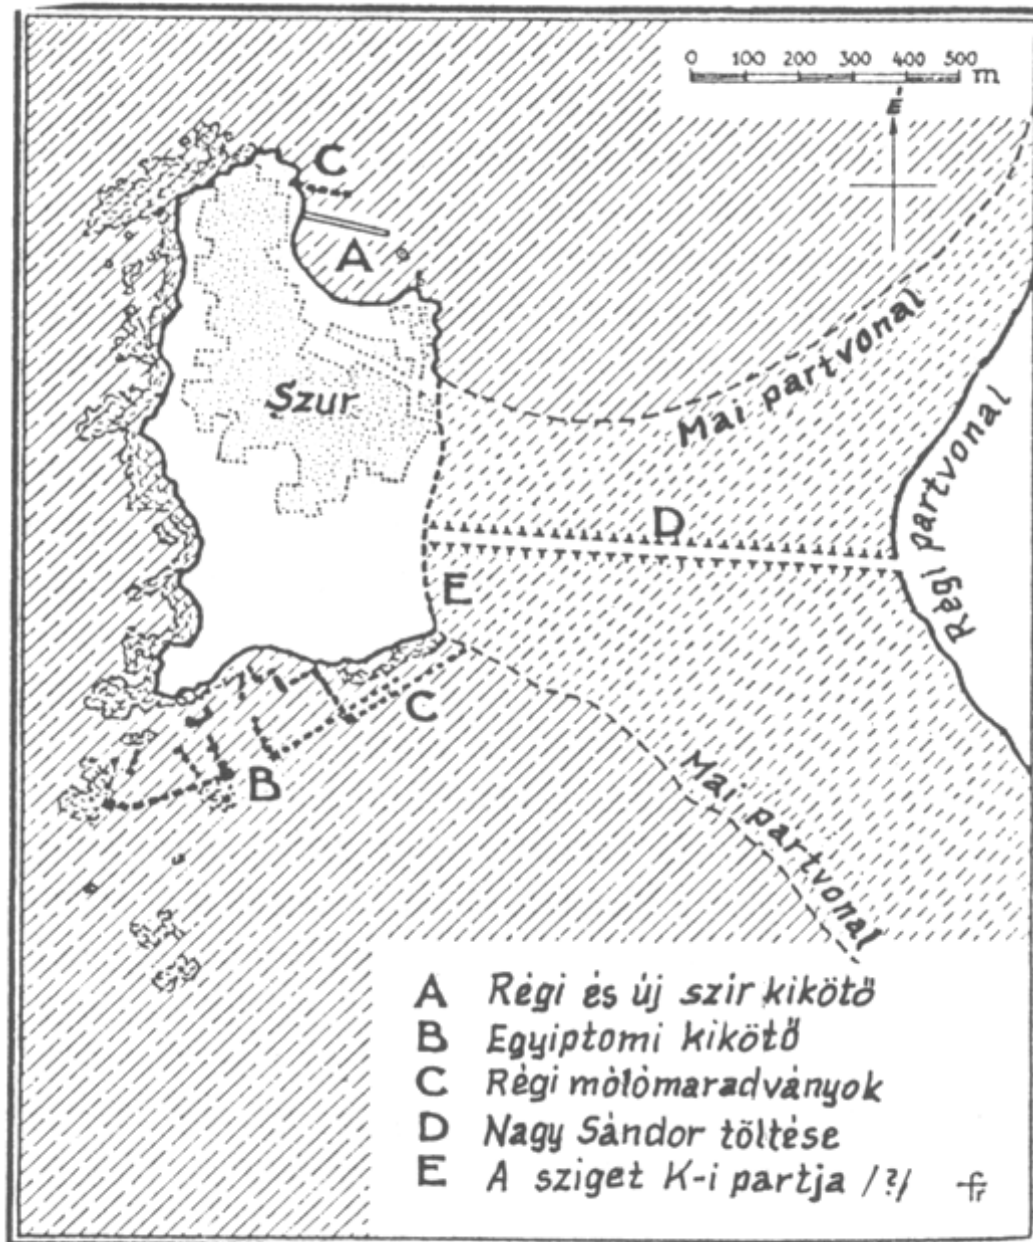 0 100 200 300 400 500 m
É
C
A
Szur
Mai partvonal
Régi partvonal
D
E
C
B
Mai partvonal
A Régi és új szír kikötő
B Egyiptomi kikötő
C Régi mólómaradványok
D Nagy Sándor töltése
E A sziget K-i partja /?/